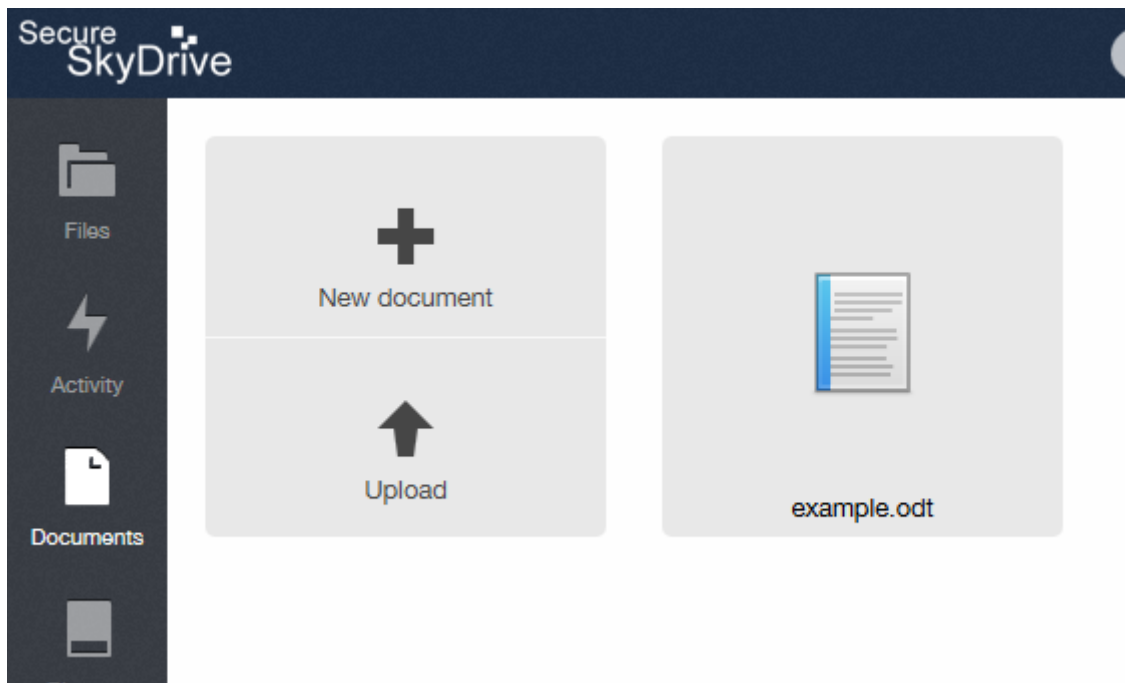 Secure
SkyDrive
Files
Activity
Documents
New document
Upload
example.odt